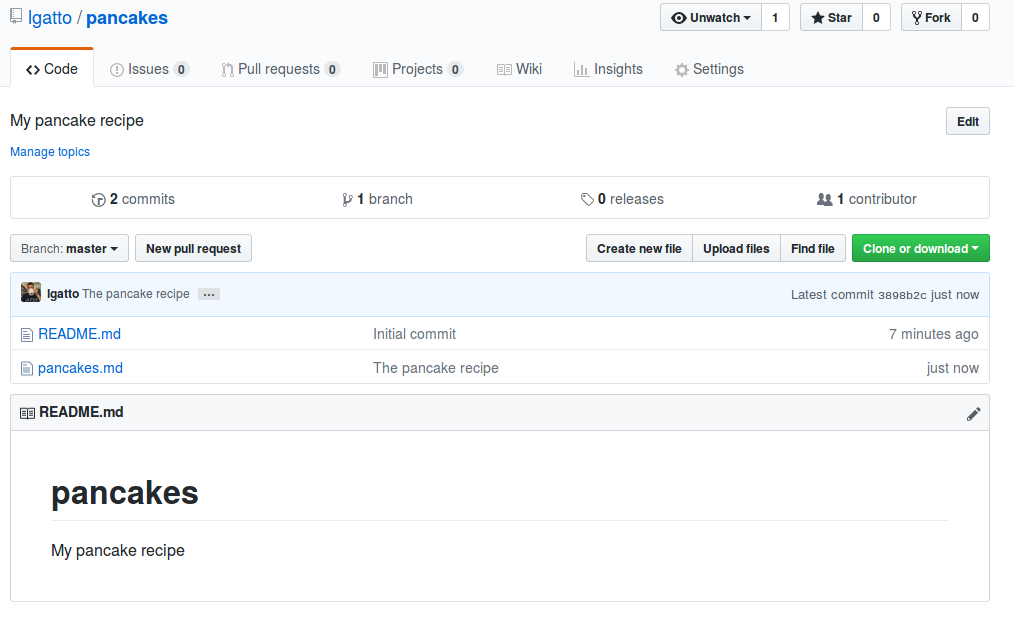 lgatto / pancakes
Unwatch 1 Star 0 Fork 0
Code Issues 0 Pull requests 0 Projects 0 Wiki Insights Settings
My pancake recipe Edit
Manage topics
2 commits 1 branch 0 releases 1 contributor
Branch: master New pull request Create new file Upload files Find file Clone or download
lgatto The pancake recipe ... Latest commit 3898b2c just now
README.md Initial commit 7 minutes ago
pancakes.md The pancake recipe just now
README.md
pancakes
My pancake recipe